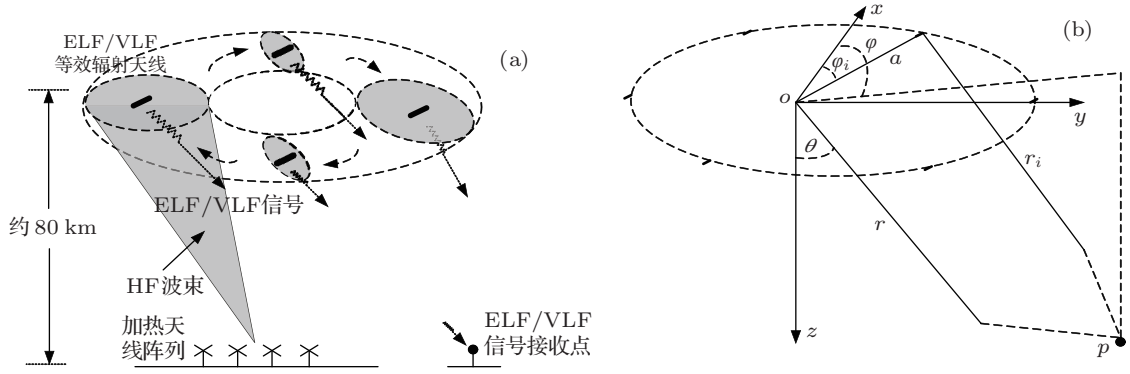 ELF/VLF
等效辐射天线
(a)
ELF/VLF信号
约 80 km
HF波束
加热天
线阵列
ELF/VLF
信号接收点
(b)
x
φ
φi
a
o
y
θ
ri
r
z
p